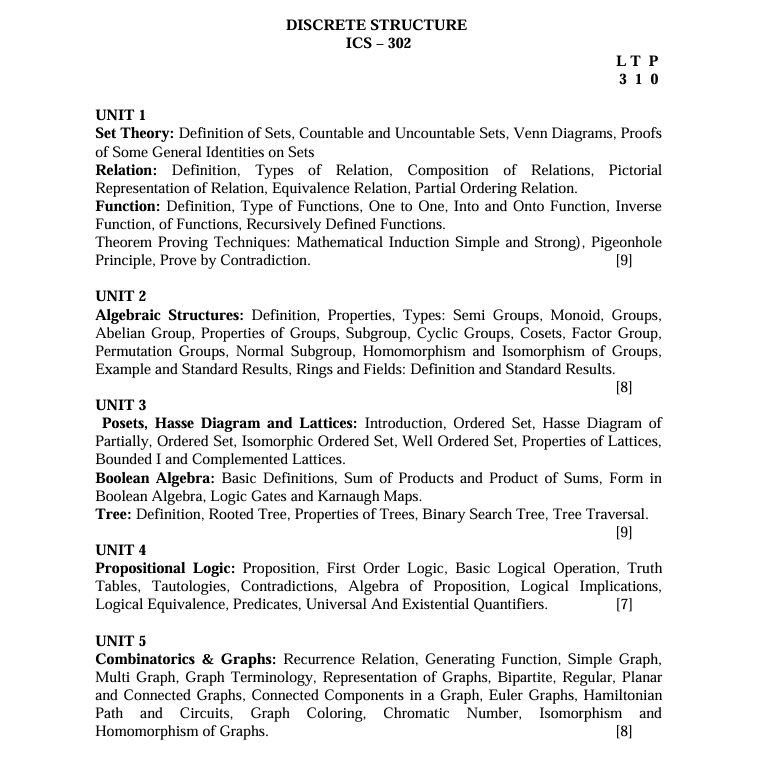 DISCRETE STRUCTURE
ICS – 302
L T P
3 1 0
UNIT 1
Set Theory: Definition of Sets, Countable and Uncountable Sets, Venn Diagrams, Proofs
of Some General Identities on Sets
Relation: Definition, Types of Relation, Composition of Relations, Pictorial
Representation of Relation, Equivalence Relation, Partial Ordering Relation.
Function: Definition, Type of Functions, One to One, Into and Onto Function, Inverse
Function, of Functions, Recursively Defined Functions.
Theorem Proving Techniques: Mathematical Induction Simple and Strong), Pigeonhole
Principle, Prove by Contradiction. [9]
UNIT 2
Algebraic Structures: Definition, Properties, Types: Semi Groups, Monoid, Groups,
Abelian Group, Properties of Groups, Subgroup, Cyclic Groups, Cosets, Factor Group,
Permutation Groups, Normal Subgroup, Homomorphism and Isomorphism of Groups,
Example and Standard Results, Rings and Fields: Definition and Standard Results.
[8]
UNIT 3
Posets, Hasse Diagram and Lattices: Introduction, Ordered Set, Hasse Diagram of
Partially, Ordered Set, Isomorphic Ordered Set, Well Ordered Set, Properties of Lattices,
Bounded I and Complemented Lattices.
Boolean Algebra: Basic Definitions, Sum of Products and Product of Sums, Form in
Boolean Algebra, Logic Gates and Karnaugh Maps.
Tree: Definition, Rooted Tree, Properties of Trees, Binary Search Tree, Tree Traversal.
[9]
UNIT 4
Propositional Logic: Proposition, First Order Logic, Basic Logical Operation, Truth
Tables, Tautologies, Contradictions, Algebra of Proposition, Logical Implications,
Logical Equivalence, Predicates, Universal And Existential Quantifiers. [7]
UNIT 5
Combinatorics & Graphs: Recurrence Relation, Generating Function, Simple Graph,
Multi Graph, Graph Terminology, Representation of Graphs, Bipartite, Regular, Planar
and Connected Graphs, Connected Components in a Graph, Euler Graphs, Hamiltonian
Path and Circuits, Graph Coloring, Chromatic Number, Isomorphism and
Homomorphism of Graphs. [8]